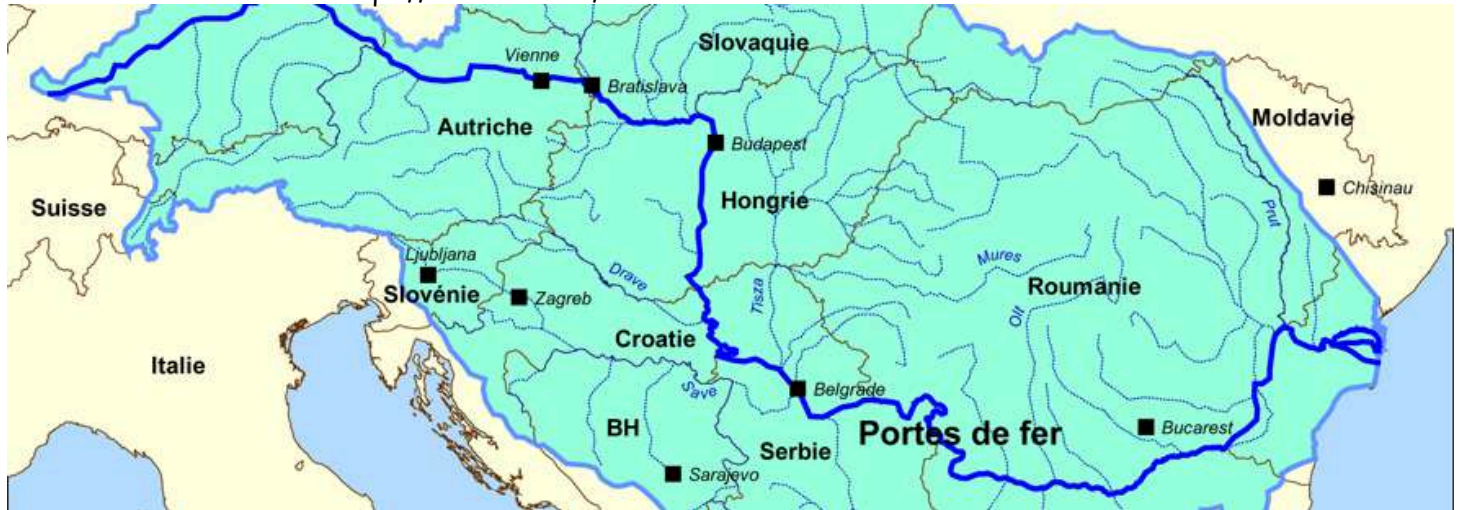 Slovaquie
Vienne
Bratislava
Moldavie
Autriche
Budapest
Chisinau
Suisse
Hongrie
Prut
Ljubljana
Mures
Drave
Roumanie
Slovénie
Zagreb
Tisza
Olt
Croatie
Italie
Save
Belgrade
BH
Portes de fer
Bucarest
Serbie
Sarajevo